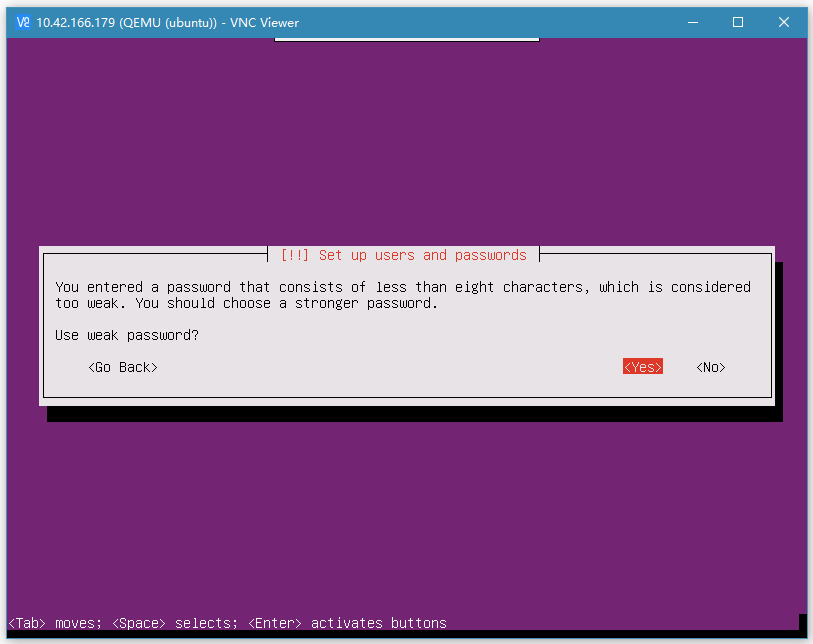 V2 10.42.166.179 (QEMU (ubuntu)) - VNC Viewer
[!!] Set up users and passwords
You entered a password that consists of less than eight characters, which is considered
too weak. You should choose a stronger password.
Use weak password?
<Go Back> <Yes> <No>
<Tab> moves; <Space> selects; <Enter> activates buttons